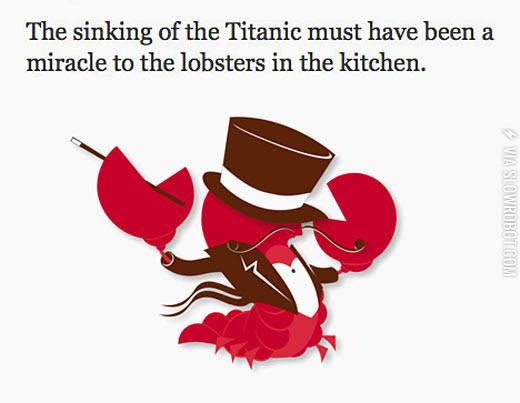 The sinking of the Titanic must have been a
miracle to the lobsters in the kitchen.
VIA SLOWROBOT.COM